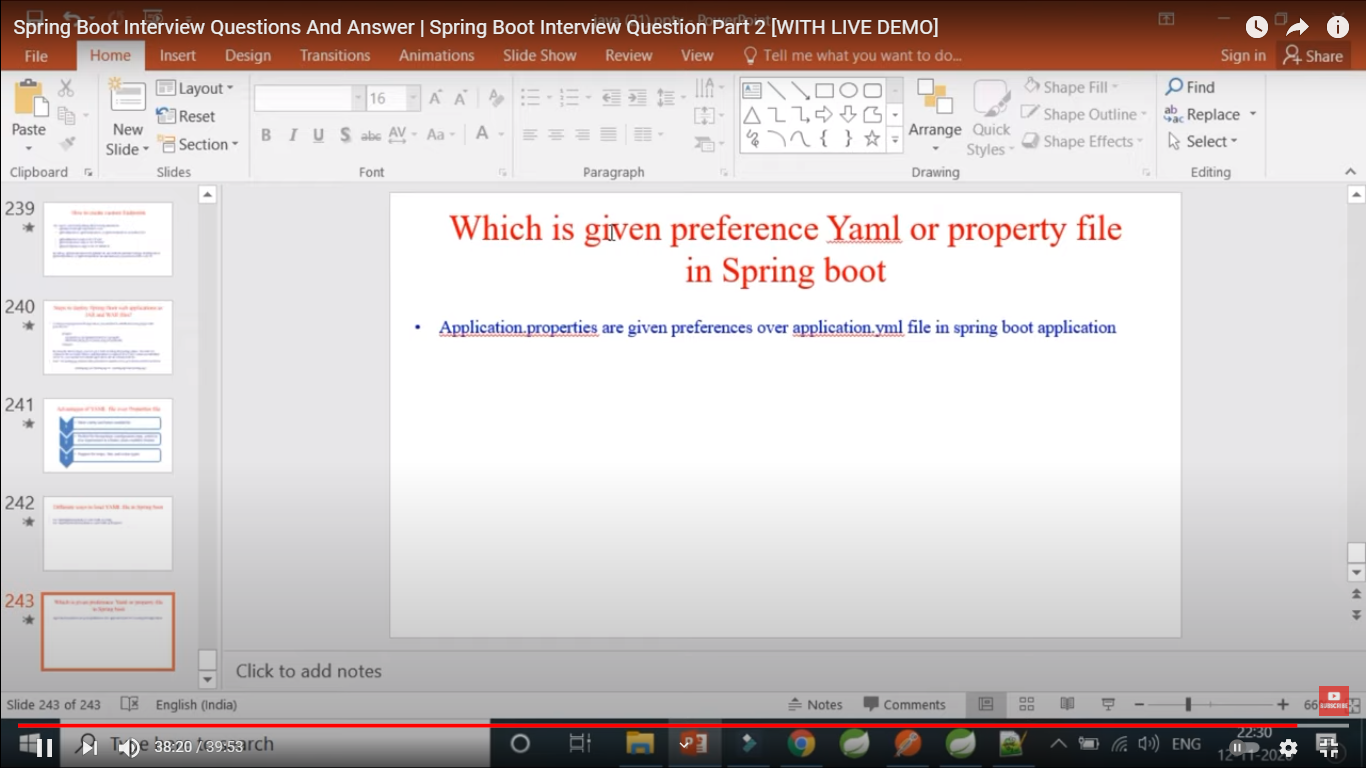 Spring Boot Interview Questions And Answer | Spring Boot Interview Question Part 2 [WITH LIVE DEMO]
File Home Insert Design Transitions Animations Slide Show Review View Tell me what you want to do... Sign in Share
Paste
Clipboard
New Slide
Layout
Reset
Section
Slides
16
B I U S abc AV Aa A
Font
Paragraph
Arrange
Quick Styles
Shape Fill
Shape Outline
Shape Effects
Drawing
Find
Replace
Select
Editing
239
240
241
242
243
Which is given preference Yaml or property file
in Spring boot
• Application.properties are given preferences over application.yml file in spring boot application
Click to add notes
Slide 243 of 243 English (India) Notes Comments
SUBSCRIBE
38:20 / 39:53
ENG
22:30